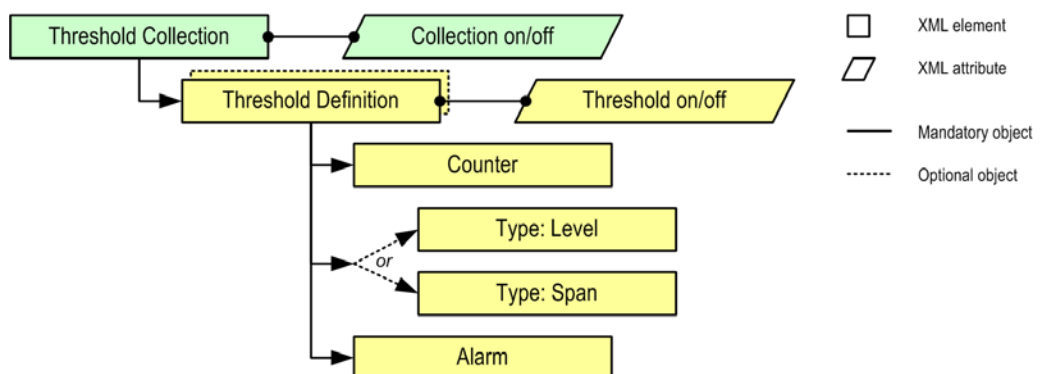 Threshold Collection
Collection on/off
Threshold Definition
Threshold on/off
Counter
Type: Level
or
Type: Span
Alarm
XML element
XML attribute
Mandatory object
Optional object